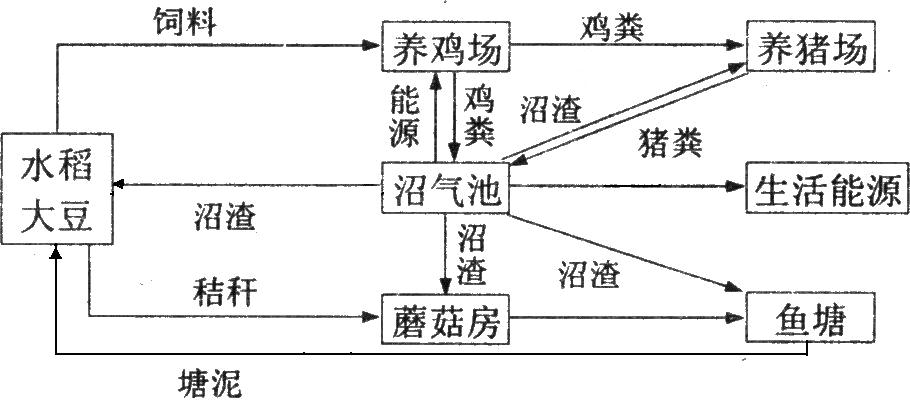 饲料
养鸡场
鸡粪
养猪场
能源
鸡粪
沼渣
猪粪
水稻
大豆
沼渣
沼气池
生活能源
沼渣
沼渣
秸秆
蘑菇房
鱼塘
塘泥